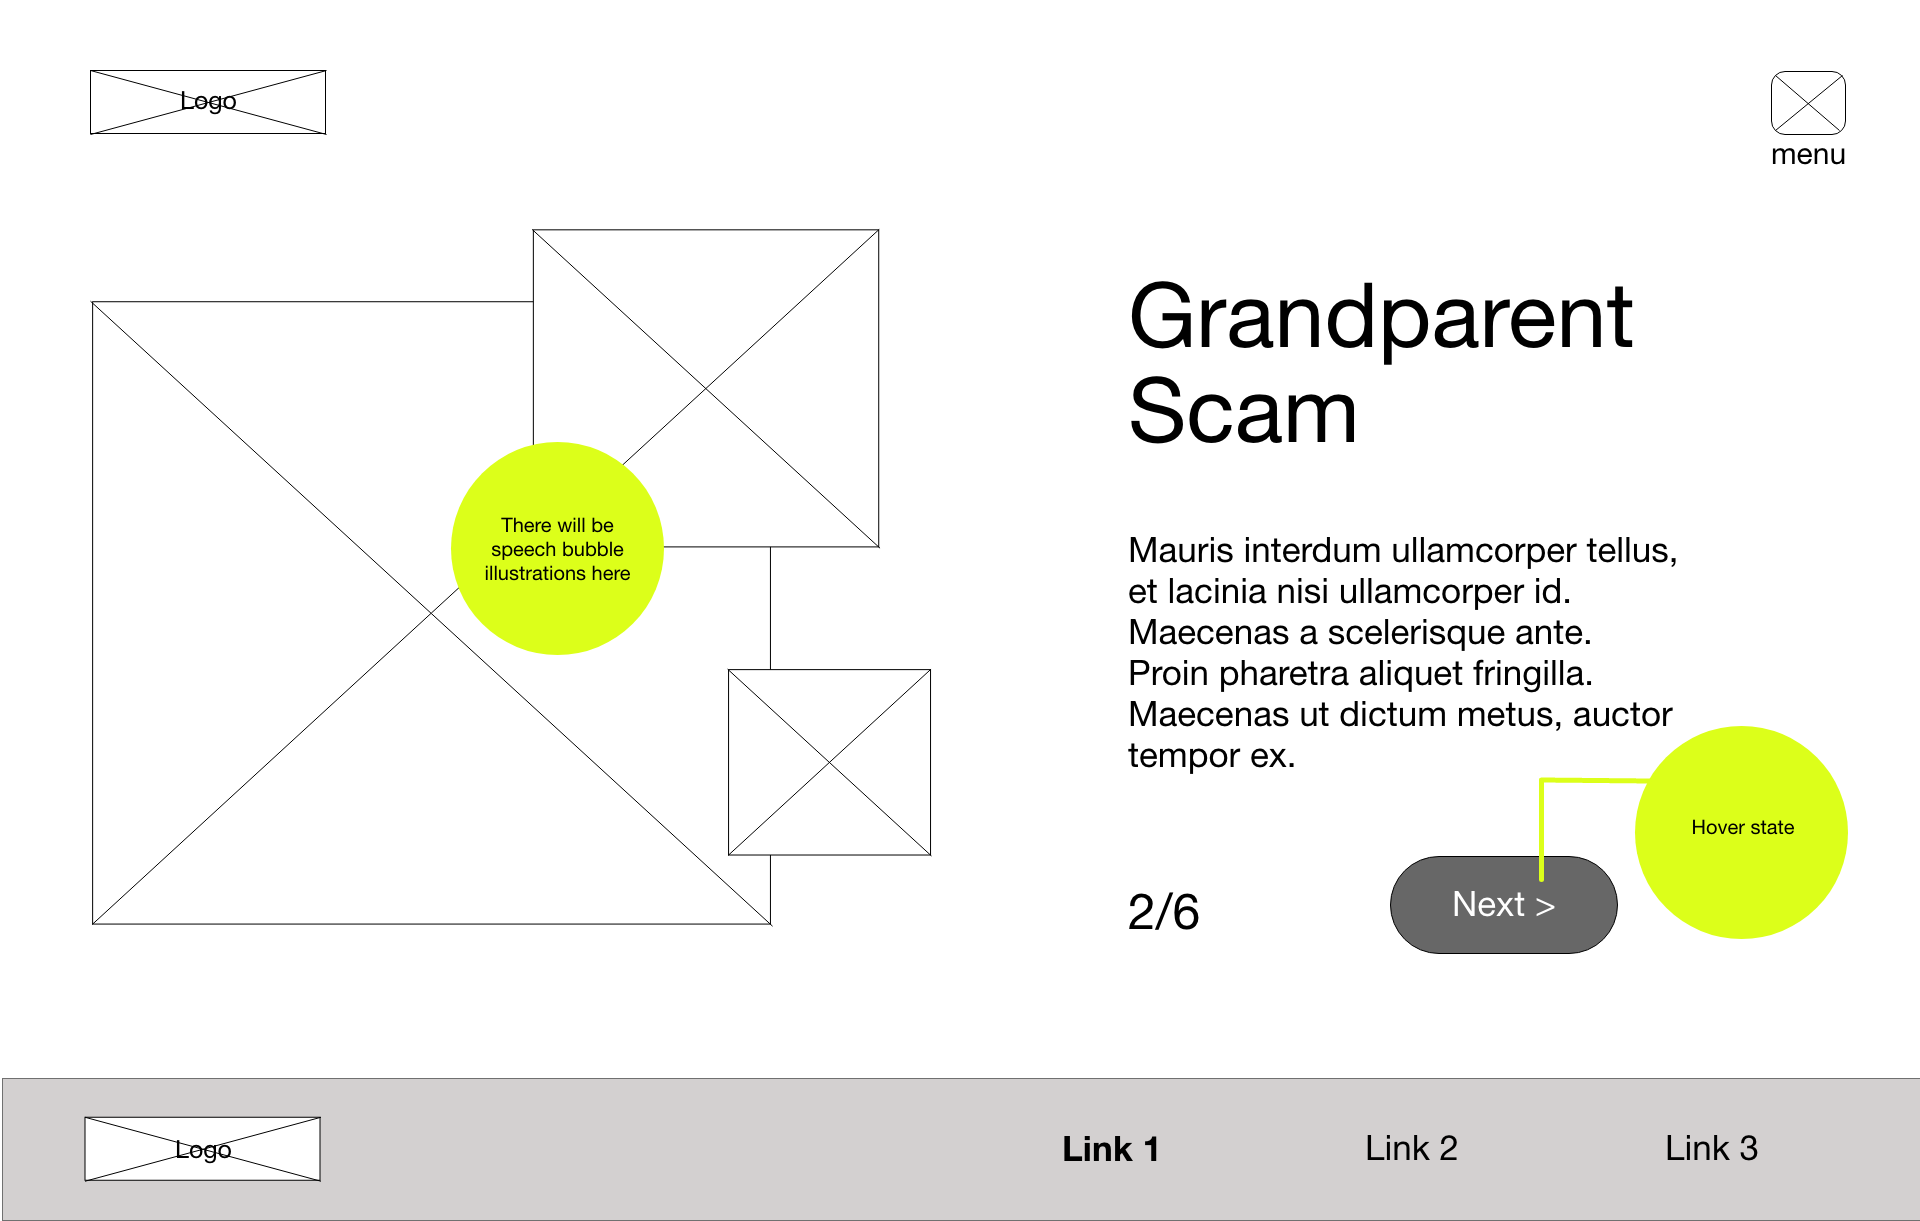 Logo
menu
Grandparent
Scam
There will be
speech bubble
illustrations here
Mauris interdum ullamcorper tellus,
et lacinia nisi ullamcorper id.
Maecenas a scelerisque ante.
Proin pharetra aliquet fringilla.
Maecenas ut dictum metus, auctor
tempor ex.
Hover state
2/6
Next >
Logo
Link 1
Link 2
Link 3